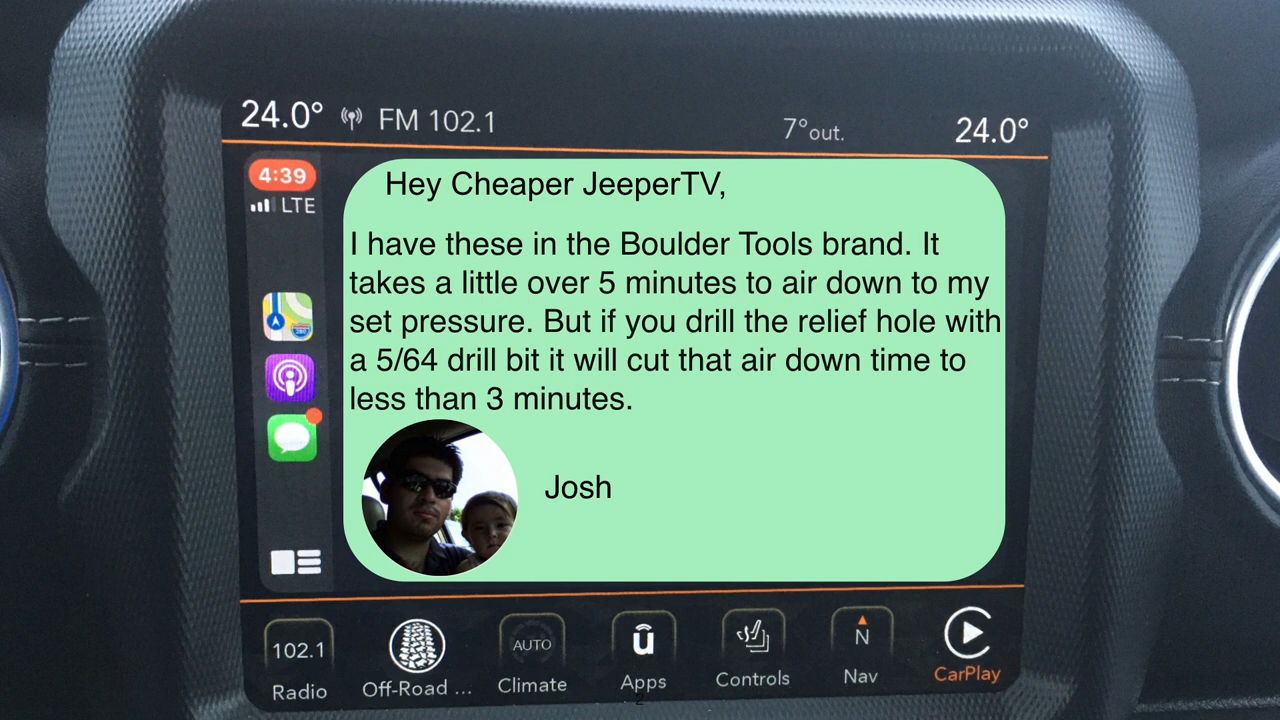 24.0° FM 102.1 7°out. 24.0°
4:39
LTE
Hey Cheaper JeeperTV,
I have these in the Boulder Tools brand. It
takes a little over 5 minutes to air down to my
set pressure. But if you drill the relief hole with
a 5/64 drill bit it will cut that air down time to
less than 3 minutes.
Josh
102.1 AUTO û N
Radio Off-Road ... Climate Apps Controls Nav CarPlay